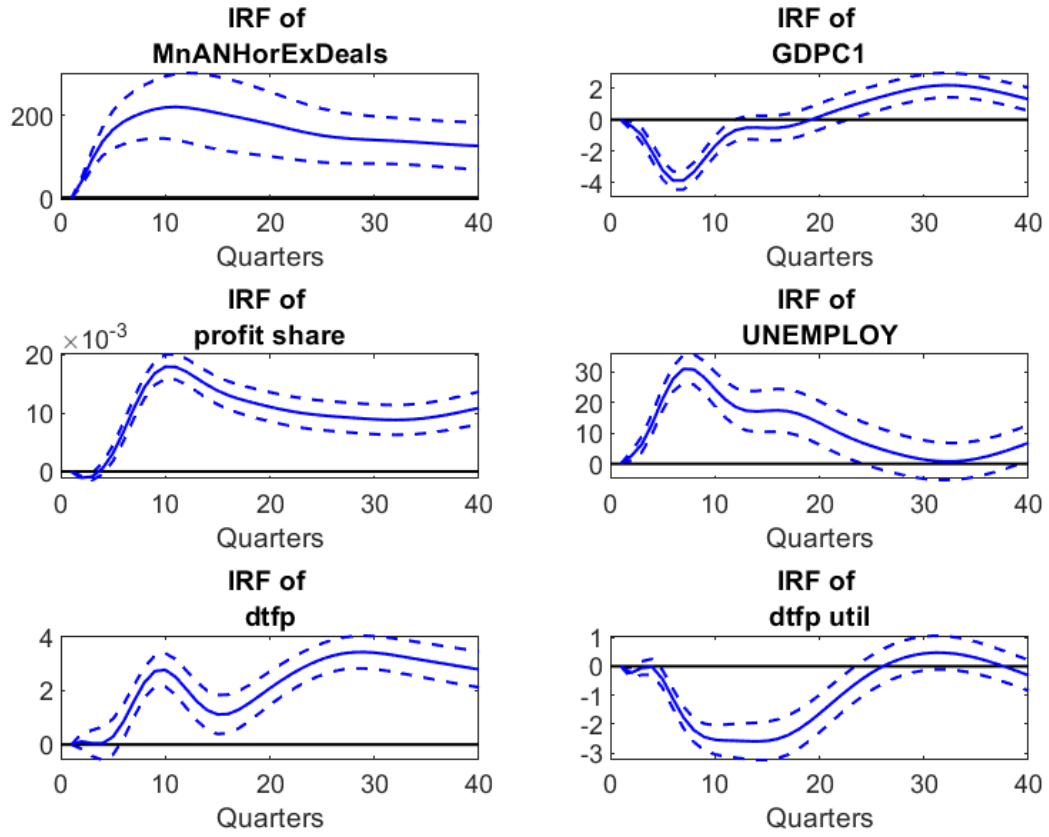 IRF of
MnANHorExDeals
200
0
0 10 20 30 40
Quarters
IRF of
GDPC1
2
0
-2
-4
0 10 20 30 40
Quarters
IRF of
profit share
×10⁻³
20
10
0
0 10 20 30 40
Quarters
IRF of
UNEMPLOY
30
20
10
0
0 10 20 30 40
Quarters
IRF of
dtfp
4
2
0
0 10 20 30 40
Quarters
IRF of
dtfp util
1
0
-1
-2
-3
0 10 20 30 40
Quarters